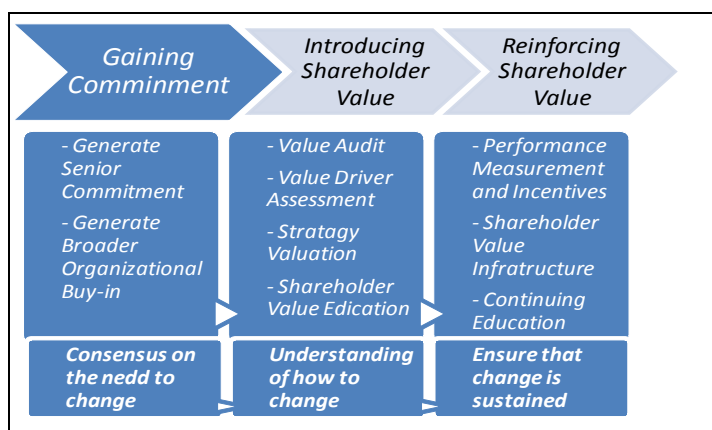 Gaining
Comminment
Introducing
Shareholder
Value
Reinforcing
Shareholder
Value
- Generate
Senior
Commitment
- Generate
Broader
Organizational
Buy-in
- Value Audit
- Value Driver
Assessment
- Stratagy
Valuation
- Shareholder
Value Edication
- Performance
Measurement
and Incentives
- Shareholder
Value
Infratructure
- Continuing
Education
Consensus on
the nedd to
change
Understanding
of how to
change
Ensure that
change is
sustained